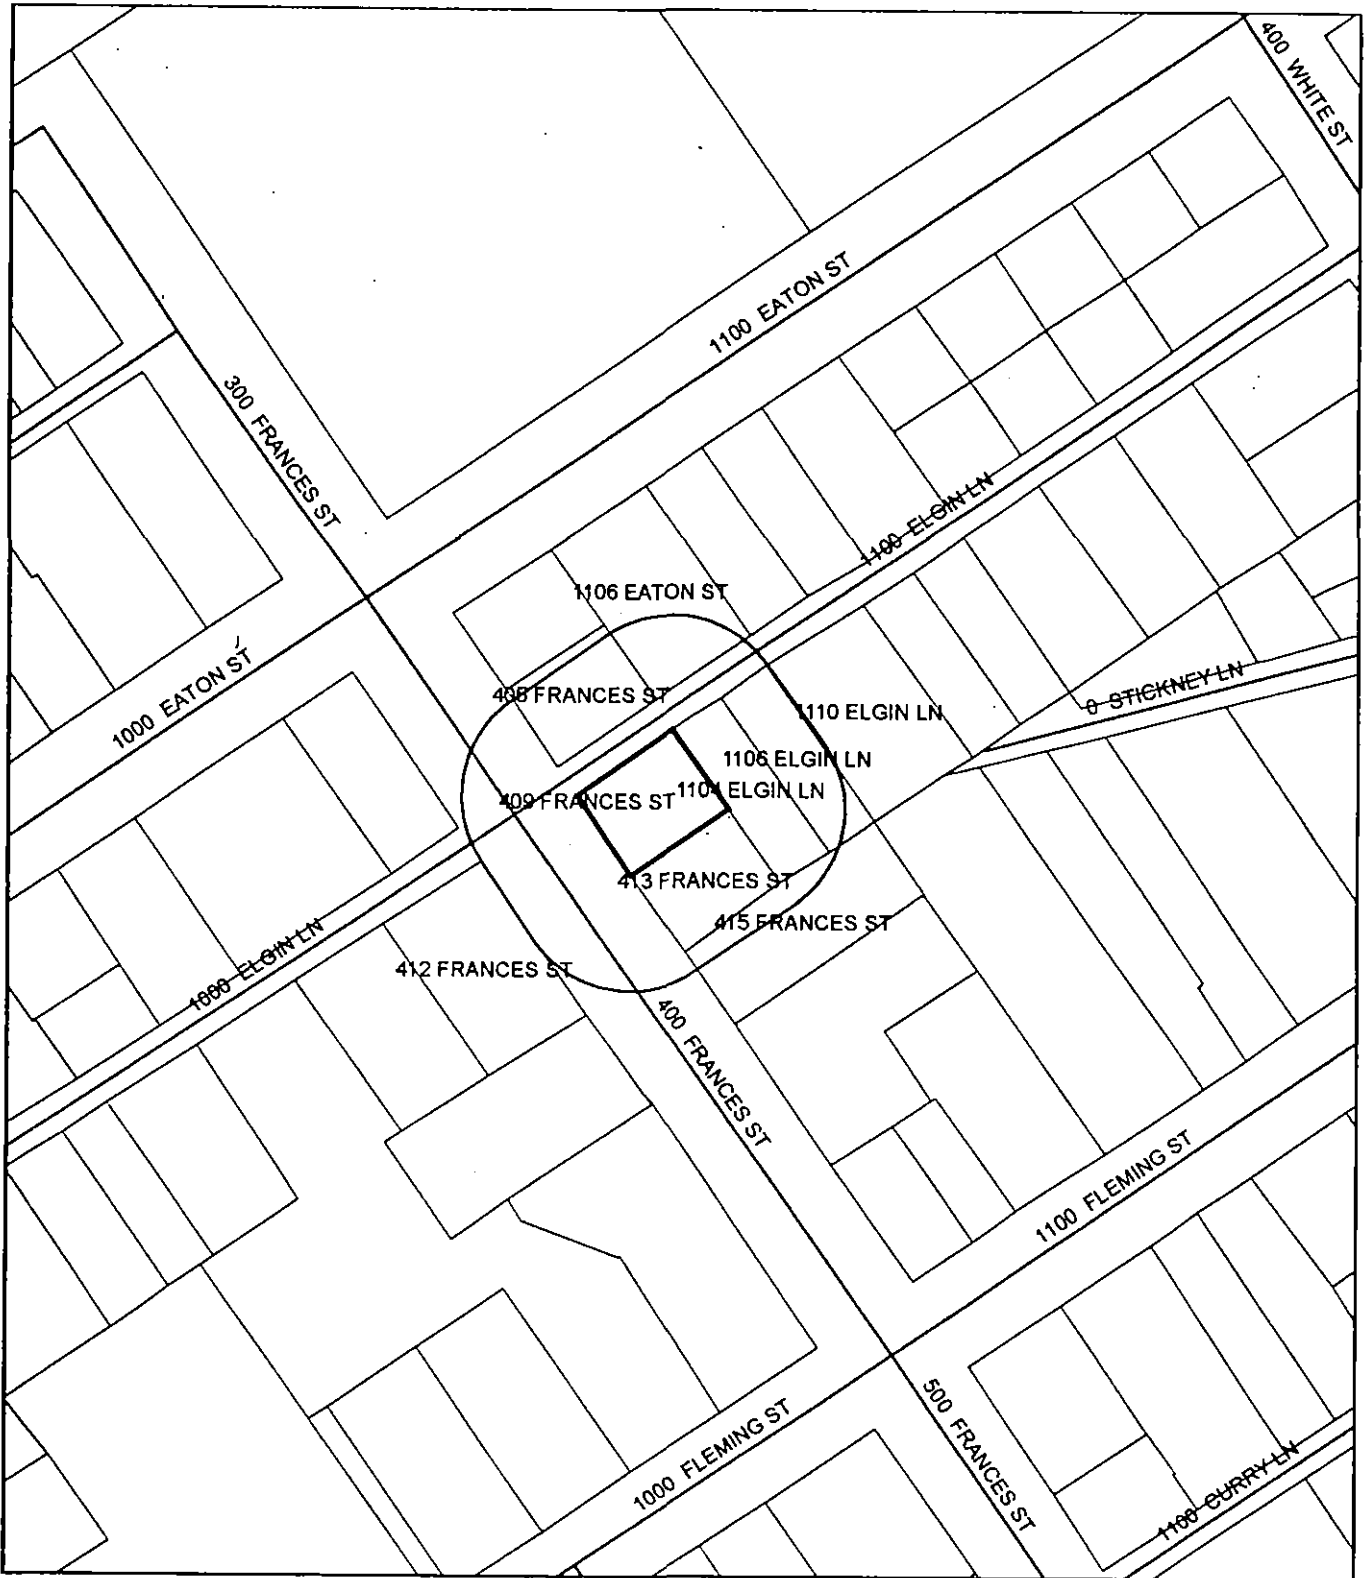 400 WHITE ST
1100 EATON ST
300 FRANCES ST
1100 ELGIN LN
1106 EATON ST
1000 EATON ST
408 FRANCES ST
0 STICKNEY LN
1110 ELGIN LN
1106 ELGIN LN
1104 ELGIN LN
409 FRANCES ST
413 FRANCES ST
415 FRANCES ST
1000 ELGIN LN
412 FRANCES ST
400 FRANCES ST
1100 FLEMING ST
1000 FLEMING ST
500 FRANCES ST
1100 CURRY LN